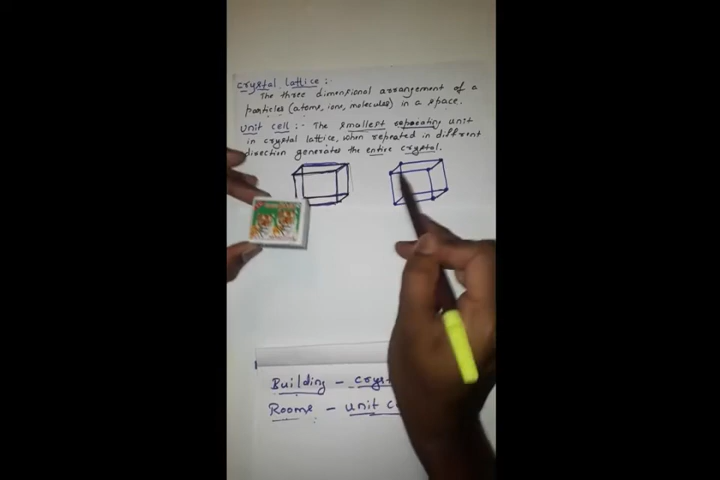 crystal lattice :-
The three dimensional arrangement of a
particles (atoms, ions, molecules) in a space.
Unit cell :- The smallest repeating unit
in crystal lattice, when repeated in different
direction generates the entire crystal.
Building - crys
Rooms - unit c